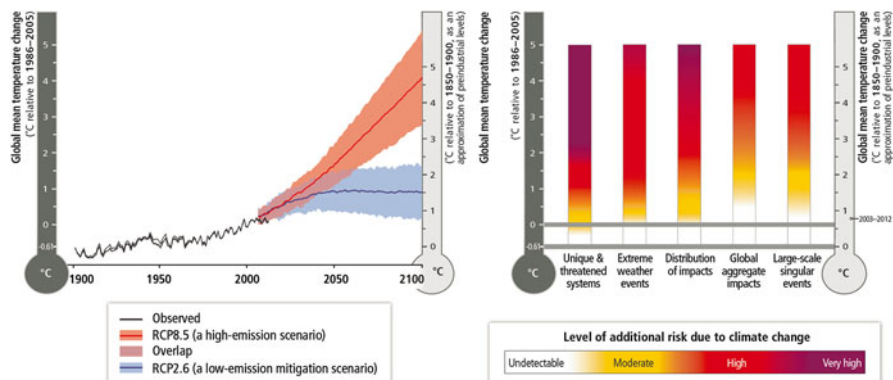 Global mean temperature change
(°C relative to 1986–2005)
°C
5
4
3
2
1
0
-0.61
°C
°C
5
4
3
2
1
0
°C
(°C relative to 1850–1900, as an
approximation of preindustrial levels)
1900
1950
2000
2050
2100
Observed
RCP8.5 (a high-emission scenario)
Overlap
RCP2.6 (a low-emission mitigation scenario)
Global mean temperature change
(°C relative to 1986–2005)
°C
5
4
3
2
1
0
-0.61
°C
°C
5
4
3
2
1
2003–2012
0
°C
(°C relative to 1850–1900, as an
approximation of preindustrial levels)
Unique &
threatened
systems
Extreme
weather
events
Distribution
of impacts
Global
aggregate
impacts
Large-scale
singular
events
Level of additional risk due to climate change
Undetectable Moderate High Very high